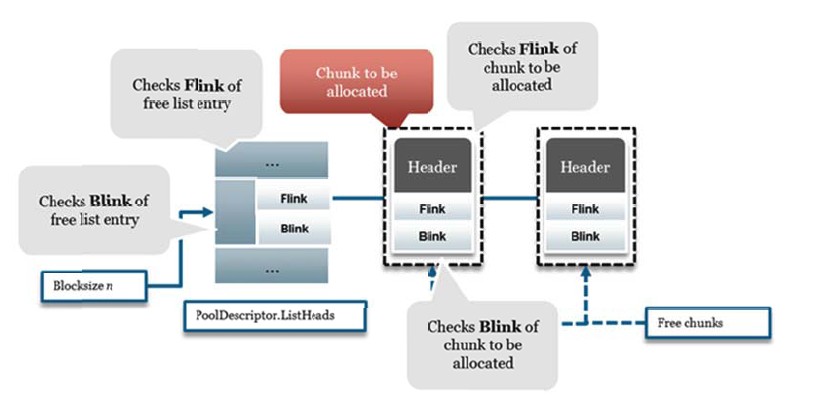 Checks Flink of
chunk to be
allocated
Chunk to be
allocated
Checks Flink of
free list entry
...
Header
Header
Checks Blink of
free list entry
Flink
Flink
Flink
Blink
Blink
Blink
...
Blocksize n
PoolDescriptor.ListHeads
Checks Blink of
chunk to be
allocated
Free chunks